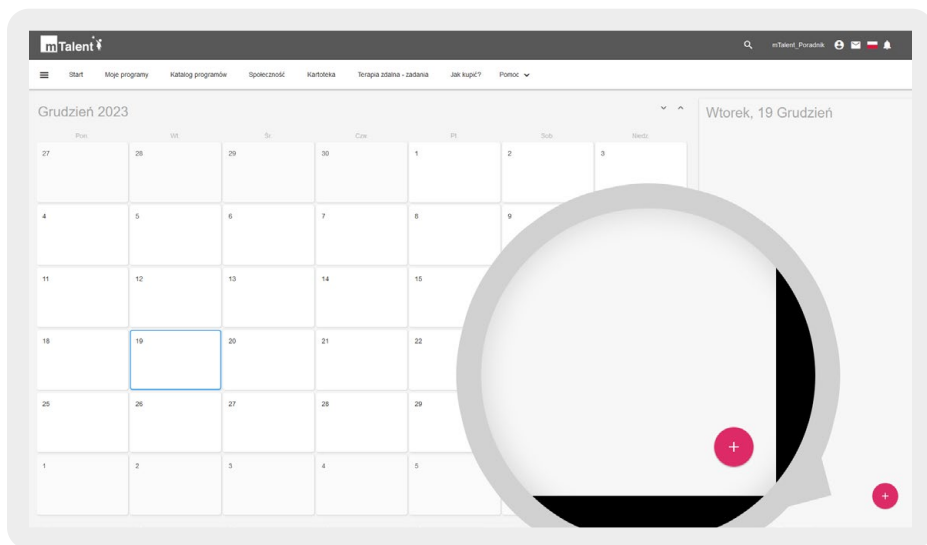 mTalent
mTalent_Poradnik
Start Moje programy Katalog programów Społeczność Kartoteka Terapia zdalna - zadania Jak kupić? Pomoc
Grudzień 2023
Wtorek, 19 Grudzień
Pon. Wt. Śr. Czw. Pt. Sob. Niedz.
27 28 29 30 1 2 3
4 5 6 7 8 9
11 12 13 14 15
18 19 20 21 22
25 26 27 28 29
1 2 3 4 5
+
+